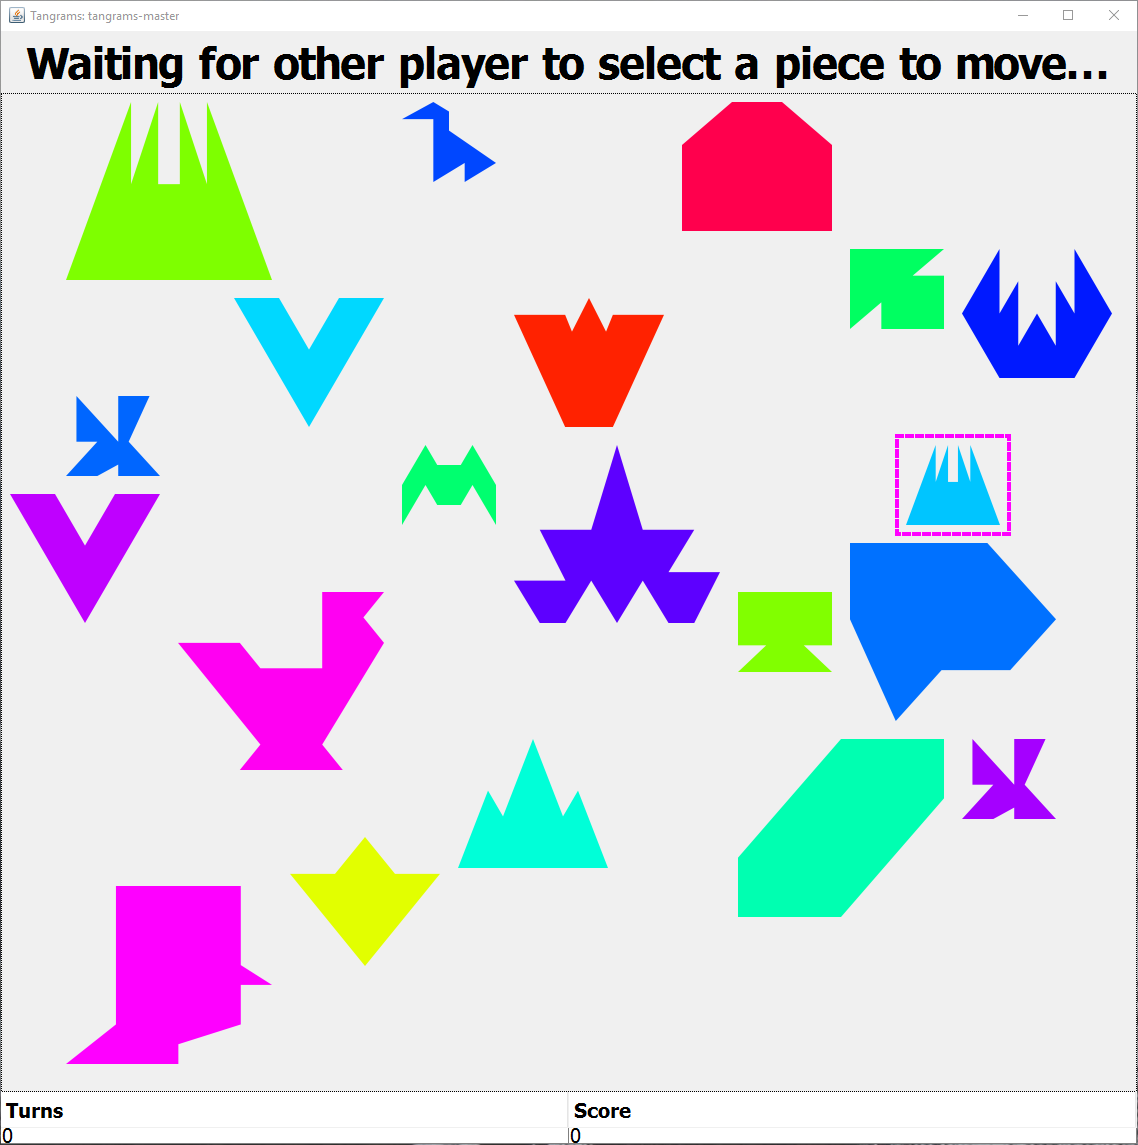 Tangrams: tangrams-master
Waiting for other player to select a piece to move...
Turns
Score
0
0